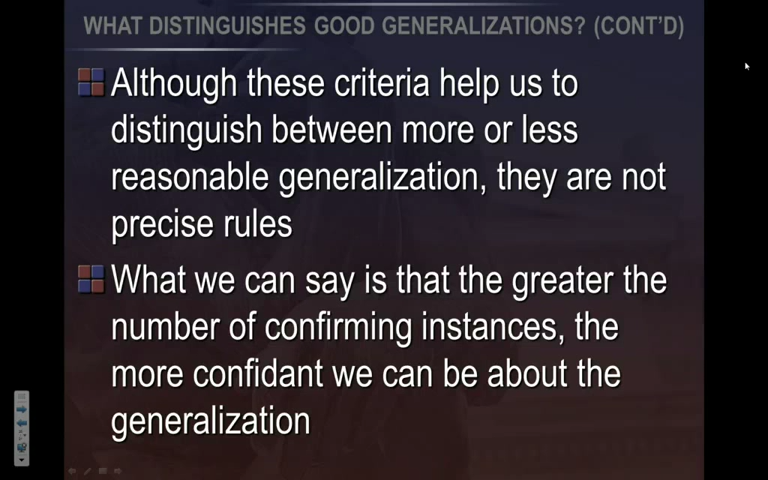 WHAT DISTINGUISHES GOOD GENERALIZATIONS? (CONT'D)
Although these criteria help us to
distinguish between more or less
reasonable generalization, they are not
precise rules
What we can say is that the greater the
number of confirming instances, the
more confidant we can be about the
generalization